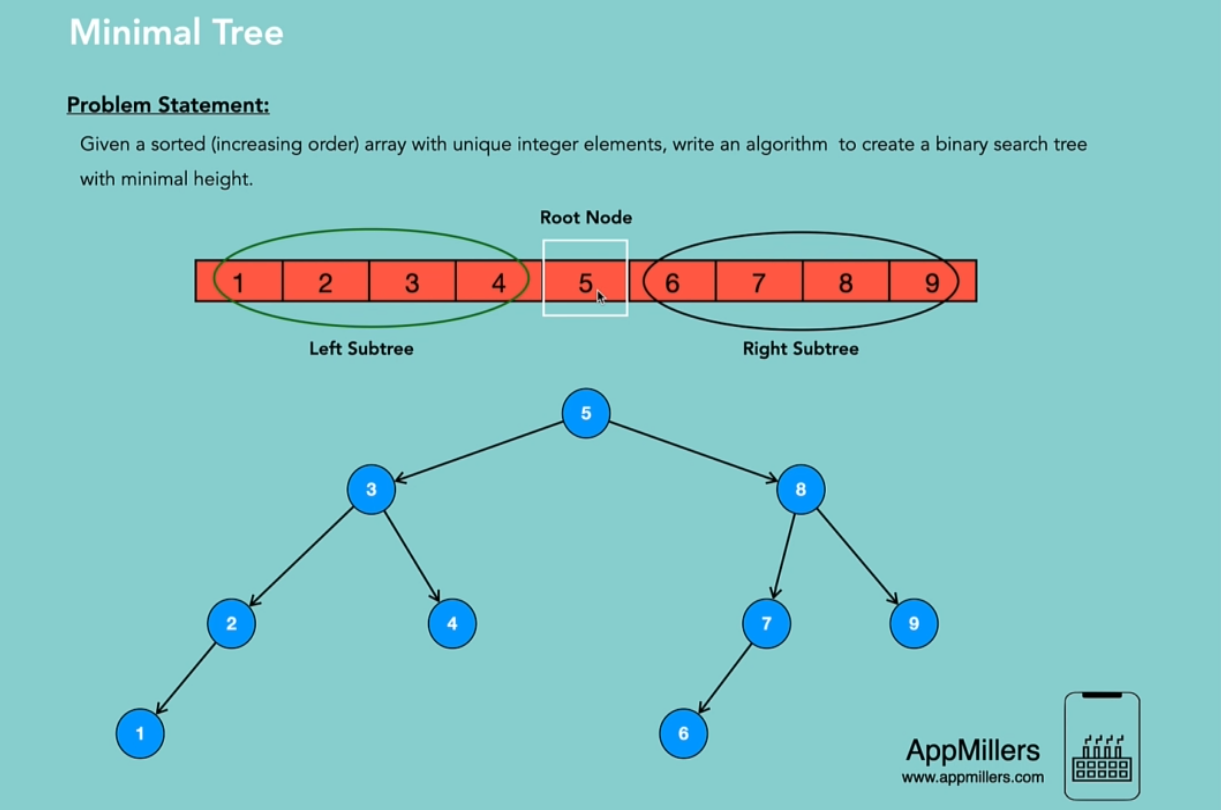 Minimal Tree
Problem Statement:
Given a sorted (increasing order) array with unique integer elements, write an algorithm to create a binary search tree
with minimal height.
Root Node
1 2 3 4 5 6 7 8 9
Left Subtree Right Subtree
5
3 8
2 4 7 9
1 6
AppMillers
www.appmillers.com